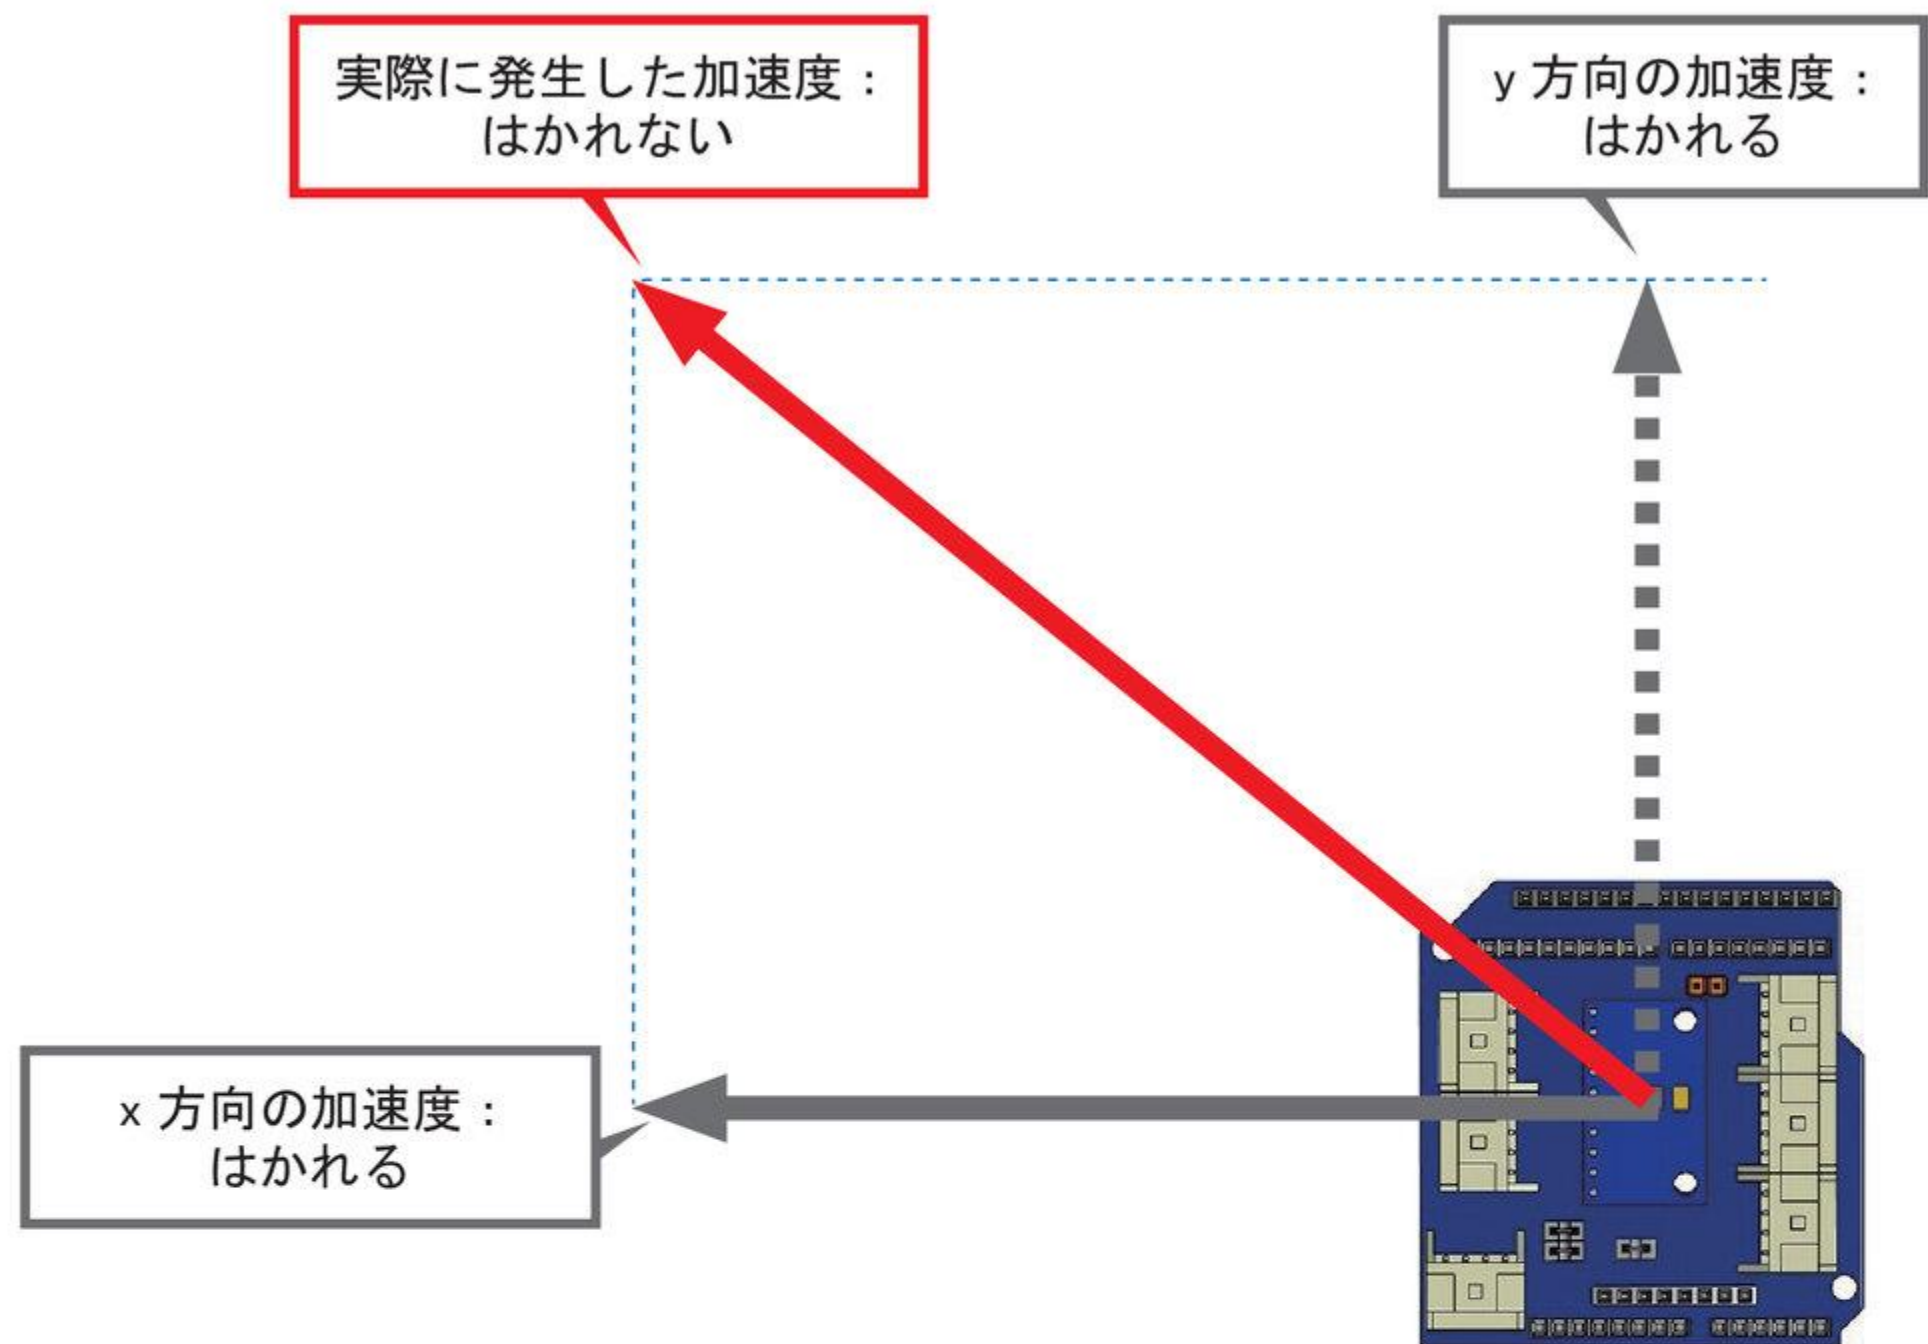 実際に発生した加速度：
はかれない
y 方向の加速度：
はかれる
x 方向の加速度：
はかれる